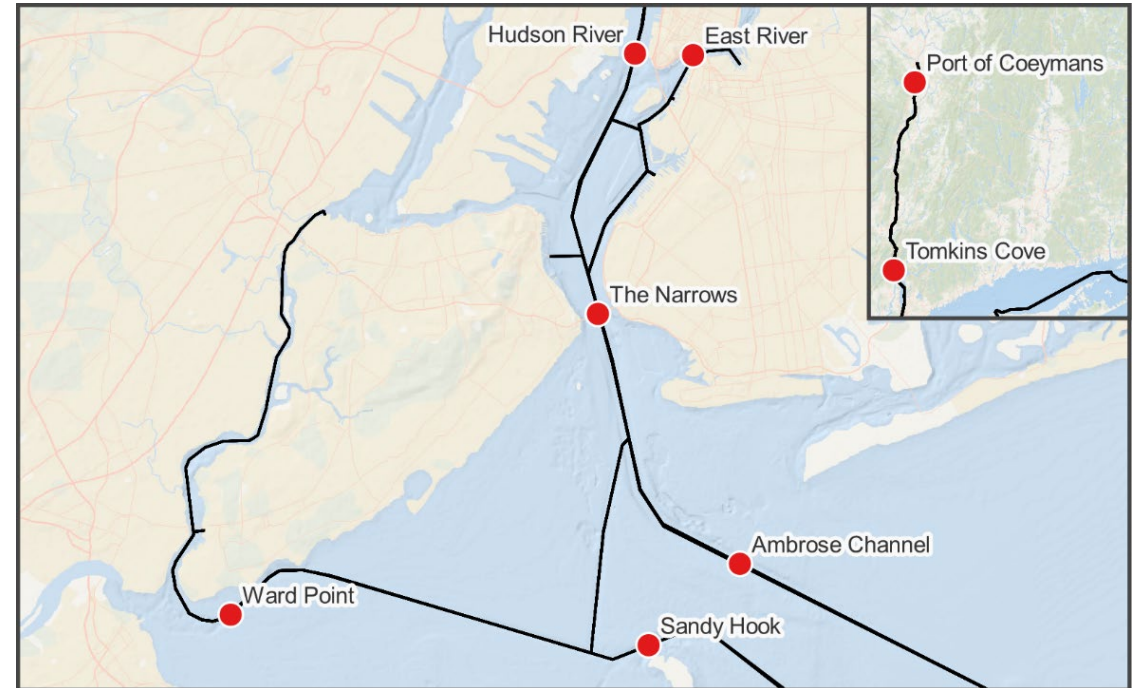 Hudson River
East River
Port of Coeymans
Tomkins Cove
The Narrows
Ambrose Channel
Ward Point
Sandy Hook